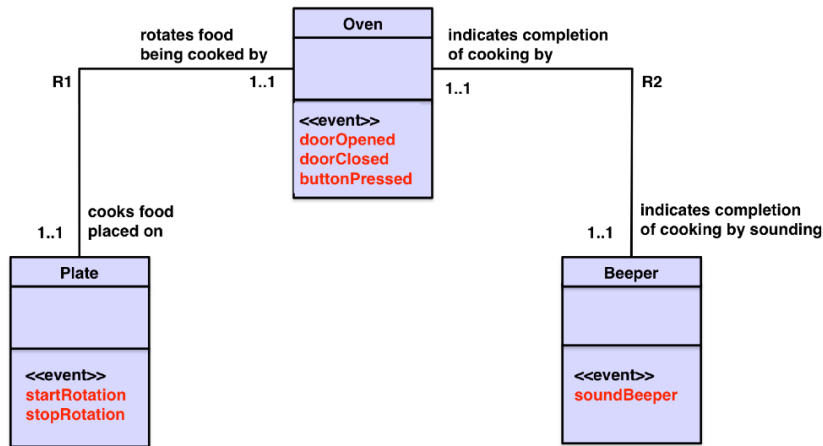 Oven
rotates food
being cooked by
indicates completion
of cooking by
R1
1..1
1..1
R2
<<event>>
doorOpened
doorClosed
buttonPressed
cooks food
placed on
1..1
indicates completion
of cooking by sounding
1..1
Plate
<<event>>
startRotation
stopRotation
Beeper
<<event>>
soundBeeper